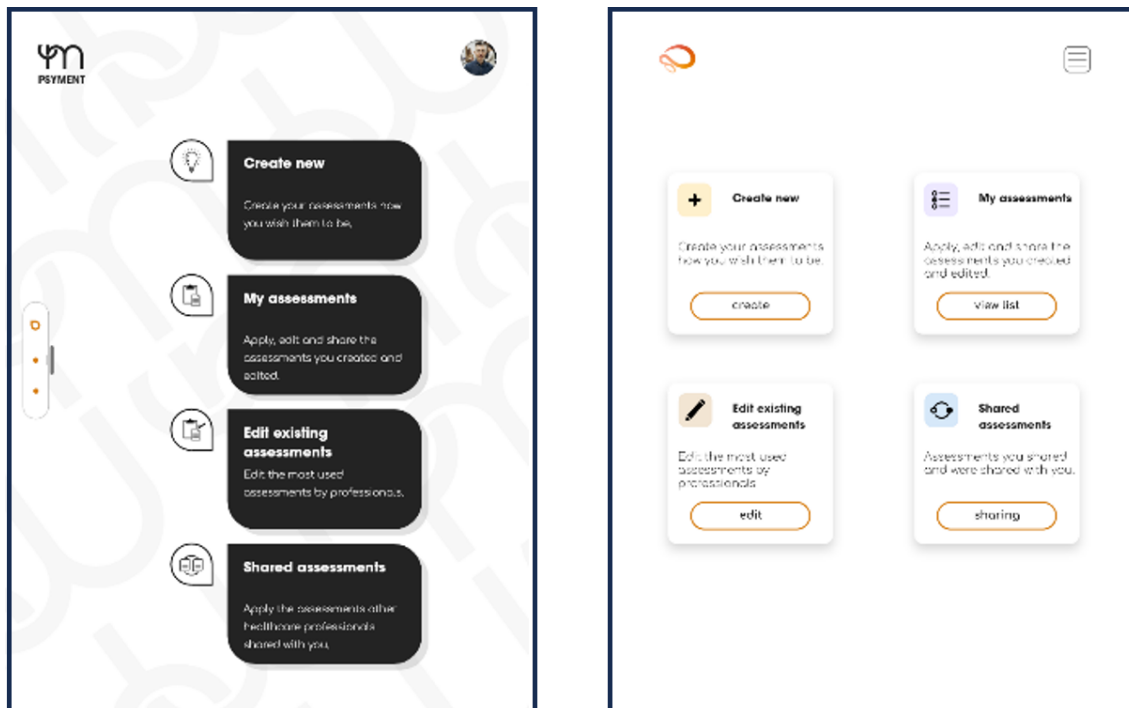 PSYMENT
Create new
Create your assessments how
you wish them to be,
My assessments
Apply, edit and share the
assessments you created and
edited.
Edit existing
assessments
Edit the most used
assessments by professionals.
Shared assessments
Apply the assessments other
healthcare professionals
shared with you,
Create new
Create your assessments
how you wish them to be.
create
My assessments
Apply, edit and share the
assessments you created
and edited.
view list
Edit existing
assessments
Edit the most used
assessments by
professionals
edit
Shared
assessments
Assessments you shared
and were shared with you.
sharing